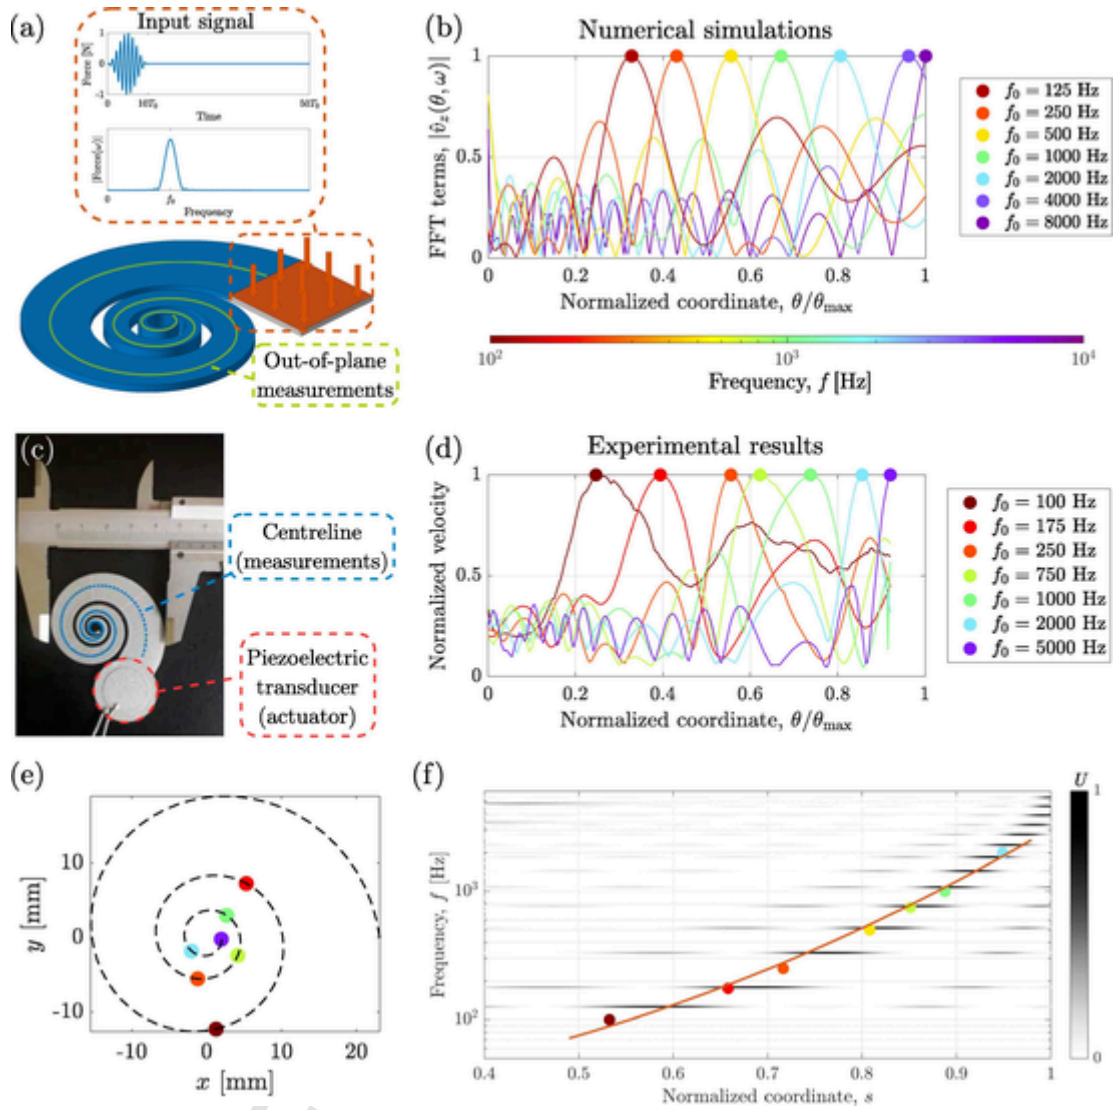 (a)
Input signal
Force [N]
1
0
-1
0
10T₀
50T₀
Time
|Force(ω)|
0
f₀
Frequency
Out-of-plane
measurements
(b)
Numerical simulations
FFT terms, |v̂z(θ, ω)|
1
0.5
0
0
0.2
0.4
0.6
0.8
1
Normalized coordinate, θ/θmax
f₀ = 125 Hz
f₀ = 250 Hz
f₀ = 500 Hz
f₀ = 1000 Hz
f₀ = 2000 Hz
f₀ = 4000 Hz
f₀ = 8000 Hz
10²
10³
10⁴
Frequency, f [Hz]
(c)
Centreline
(measurements)
Piezoelectric
transducer
(actuator)
(d)
Experimental results
Normalized velocity
1
0.5
0
0
0.2
0.4
0.6
0.8
1
Normalized coordinate, θ/θmax
f₀ = 100 Hz
f₀ = 175 Hz
f₀ = 250 Hz
f₀ = 750 Hz
f₀ = 1000 Hz
f₀ = 2000 Hz
f₀ = 5000 Hz
(e)
y [mm]
10
0
-10
-10
0
10
20
x [mm]
(f)
Frequency, f [Hz]
10³
10²
0.4
0.5
0.6
0.7
0.8
0.9
1
Normalized coordinate, s
U
1
0